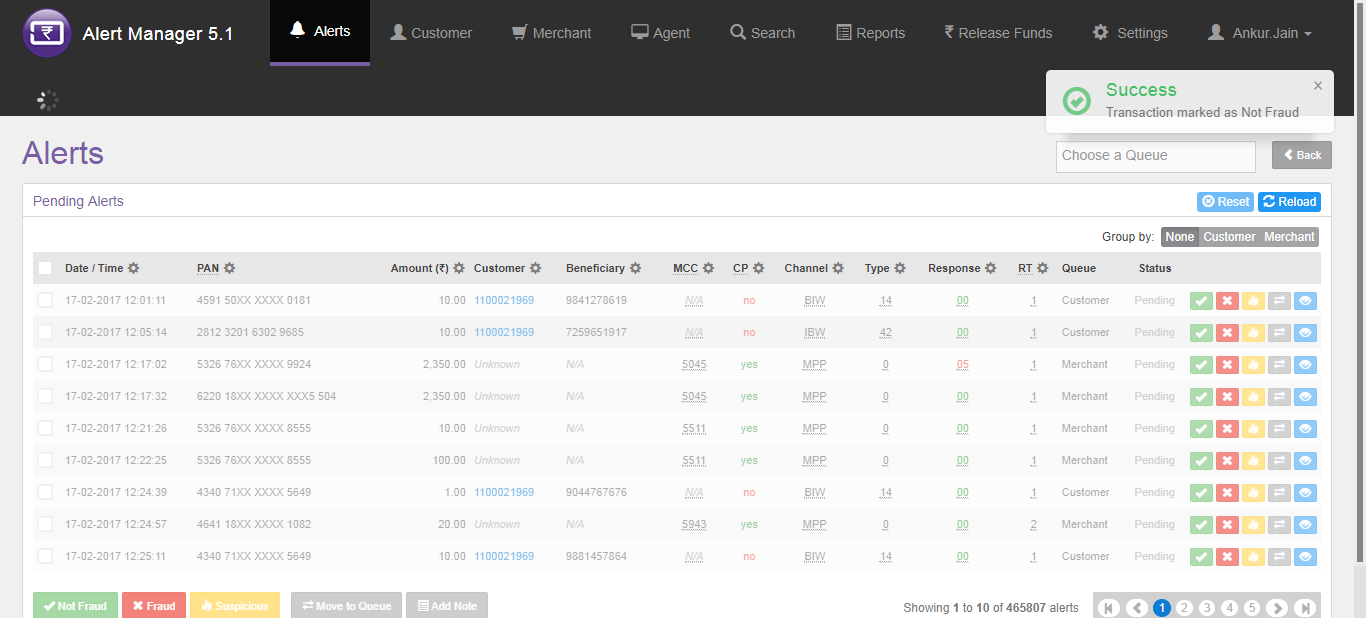 Alert Manager 5.1 Alerts Customer Merchant Agent Search Reports ₹ Release Funds Settings Ankur.Jain
Success
Transaction marked as Not Fraud
×
Alerts
Choose a Queue
Back
Pending Alerts
Reset Reload
Group by: None Customer Merchant
Date / Time PAN Amount (₹) Customer Beneficiary MCC CP Channel Type Response RT Queue Status
17-02-2017 12:01:11 4591 50XX XXXX 0181 10.00 1100021969 9841278619 N/A no BIW 14 00 1 Customer Pending
17-02-2017 12:05:14 2812 3201 6302 9685 10.00 1100021969 7259651917 N/A no IBW 42 00 1 Customer Pending
17-02-2017 12:17:02 5326 76XX XXXX 9924 2,350.00 Unknown N/A 5045 yes MPP 0 05 1 Merchant Pending
17-02-2017 12:17:32 6220 18XX XXXX XXX5 504 2,350.00 Unknown N/A 5045 yes MPP 0 00 1 Merchant Pending
17-02-2017 12:21:26 5326 76XX XXXX 8555 10.00 Unknown N/A 5511 yes MPP 0 00 1 Merchant Pending
17-02-2017 12:22:25 5326 76XX XXXX 8555 100.00 Unknown N/A 5511 yes MPP 0 00 1 Merchant Pending
17-02-2017 12:24:39 4340 71XX XXXX 5649 1.00 1100021969 9044767676 N/A no BIW 14 00 1 Customer Pending
17-02-2017 12:24:57 4641 18XX XXXX 1082 20.00 Unknown N/A 5943 yes MPP 0 00 2 Merchant Pending
17-02-2017 12:25:11 4340 71XX XXXX 5649 10.00 1100021969 9881457864 N/A no BIW 14 00 1 Customer Pending
Not Fraud Fraud Suspicious Move to Queue Add Note Showing 1 to 10 of 465807 alerts 1 2 3 4 5